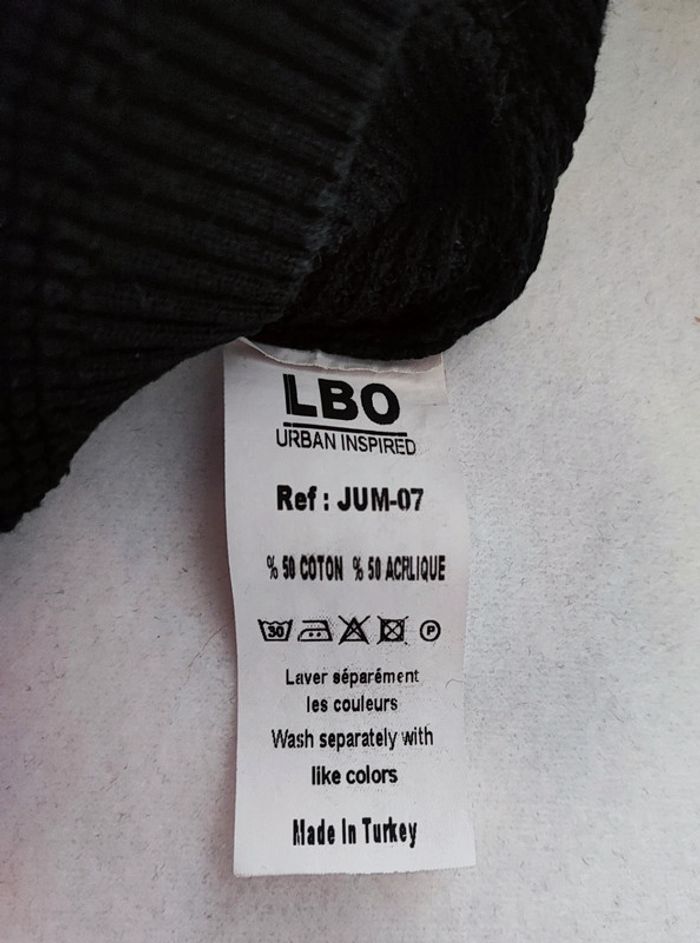 LBO
URBAN INSPIRED
Ref : JUM-07
% 50 COTON % 50 ACRLIQUE
30 P
Laver séparément
les couleurs
Wash separately with
like colors
Made In Turkey